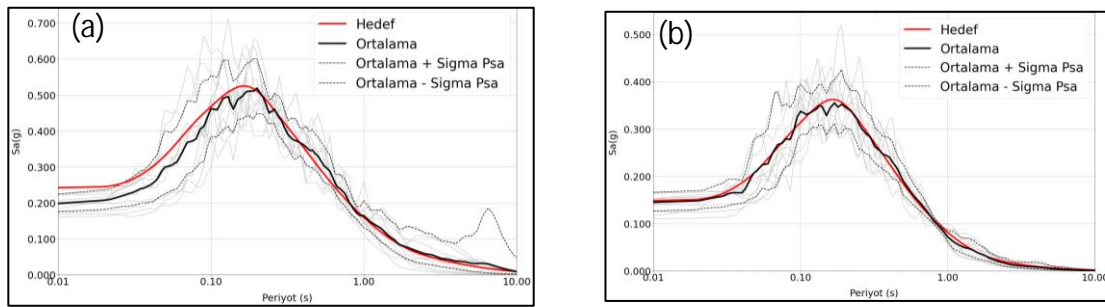 (a)
Hedef
Ortalama
Ortalama + Sigma Psa
Ortalama - Sigma Psa
0.700
0.600
0.500
0.400
0.300
0.200
0.100
0.000
Sa(g)
0.01
0.10
1.00
10.00
Periyot (s)
(b)
Hedef
Ortalama
Ortalama + Sigma Psa
Ortalama - Sigma Psa
0.500
0.400
0.300
0.200
0.100
0.000
Sa(g)
0.01
0.10
1.00
10.00
Periyot (s)